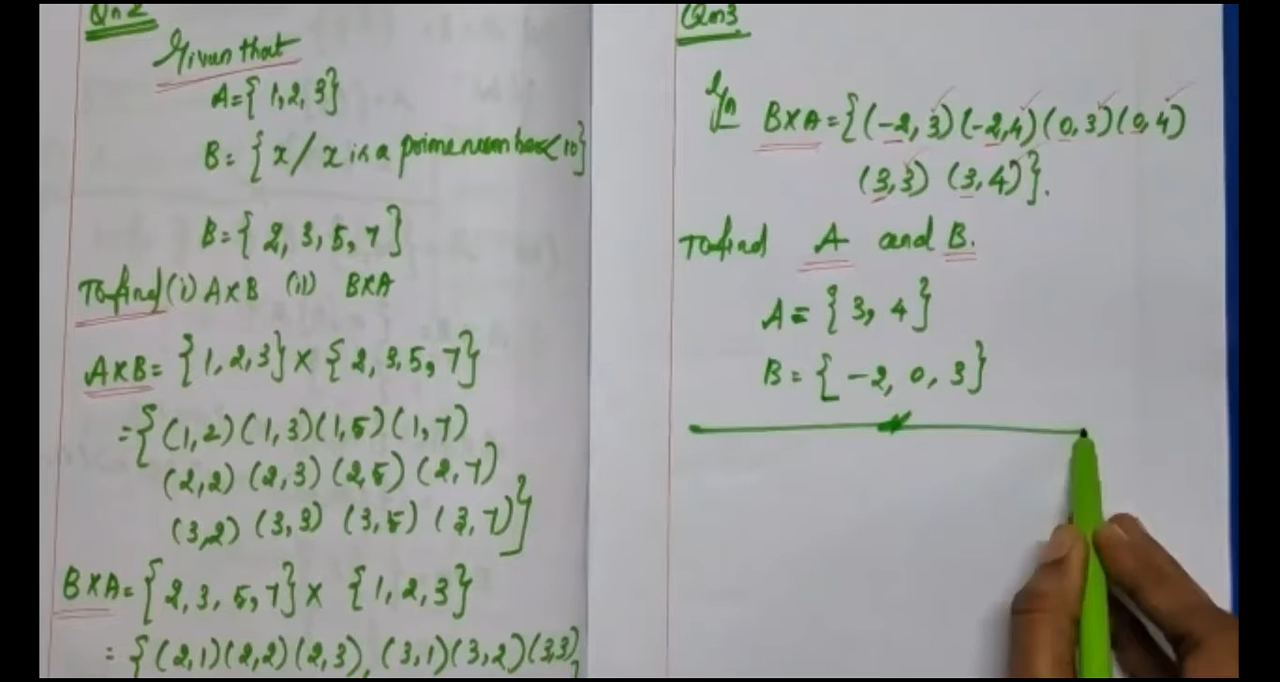 Qn 2
Given that
A={ 1,2,3}
B= { x / x is a prime number < 10}
B= { 2, 3, 5, 7 }
To find (i) A×B (ii) B×A
A×B= {1,2,3} × { 2,3,5,7}
={ (1,2) (1,3) (1,5) (1,7)
(2,2) (2,3) (2,5) (2,7)
(3,2) (3,3) (3,5) (3,7) }
B×A= { 2,3,5,7} × {1,2,3}
= { (2,1) (2,2) (2,3), (3,1) (3,2) (3,3),
Qn3
Gn B×A={(-2,3) (-2,4) (0,3) (0,4)
(3,3) (3,4)}.
To find A and B.
A= {3, 4}
B= { -2, 0, 3}